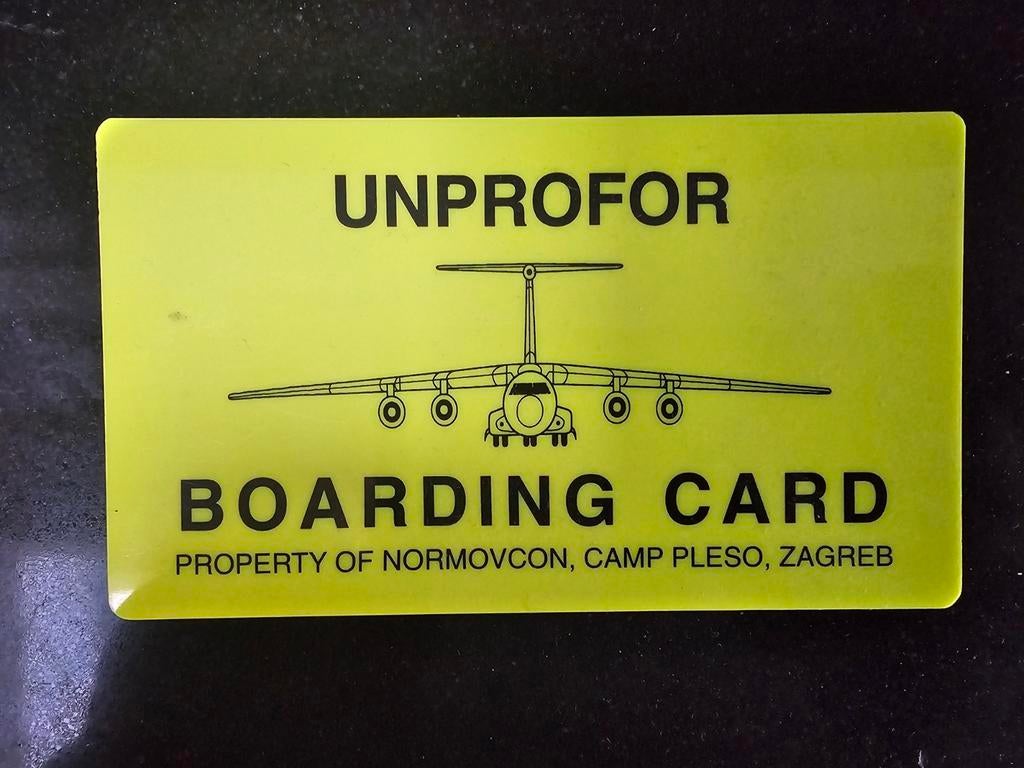 UNPROFOR
BOARDING CARD
PROPERTY OF NORMOVCON, CAMP PLESO, ZAGREB